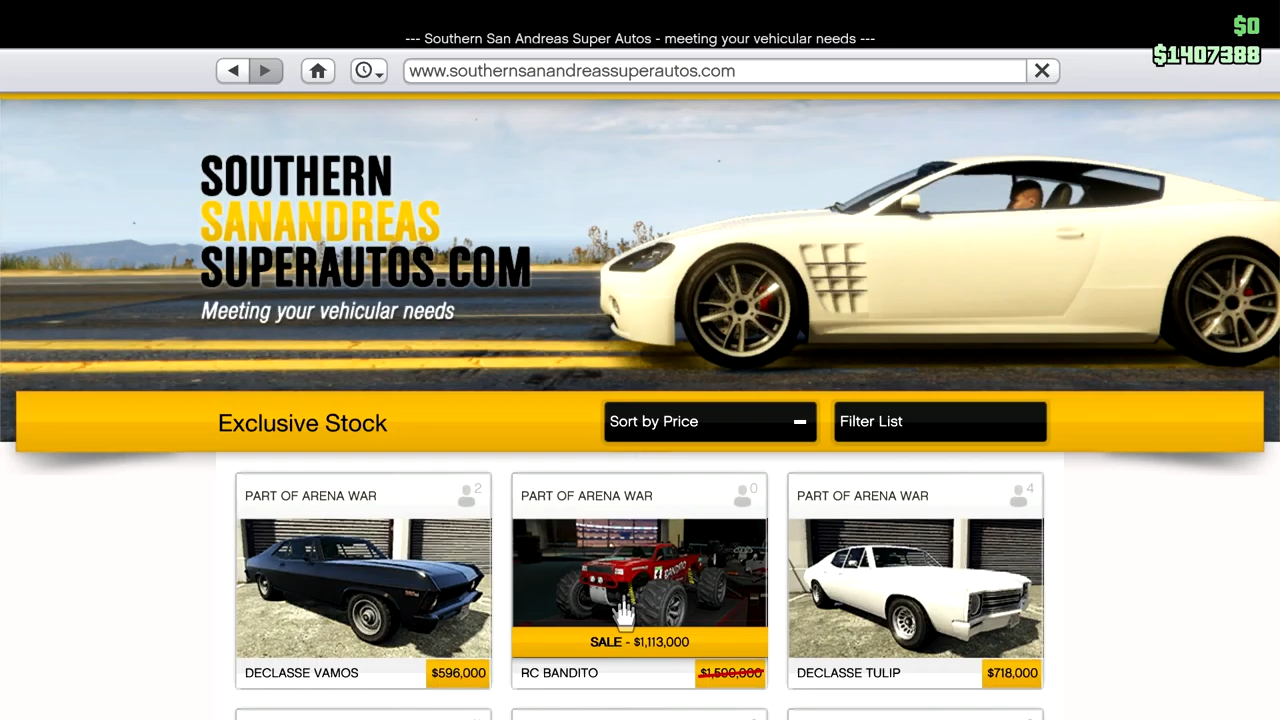 --- Southern San Andreas Super Autos - meeting your vehicular needs ---
$0
$1407388
www.southernsanandreassuperautos.com
SOUTHERN
SANANDREAS
SUPERAUTOS.COM
Meeting your vehicular needs
Exclusive Stock
Sort by Price
Filter List
PART OF ARENA WAR 2
PART OF ARENA WAR 0
PART OF ARENA WAR 4
BANDITO
SALE - $1,113,000
DECLASSE VAMOS $596,000
RC BANDITO $1,590,000
DECLASSE TULIP $718,000